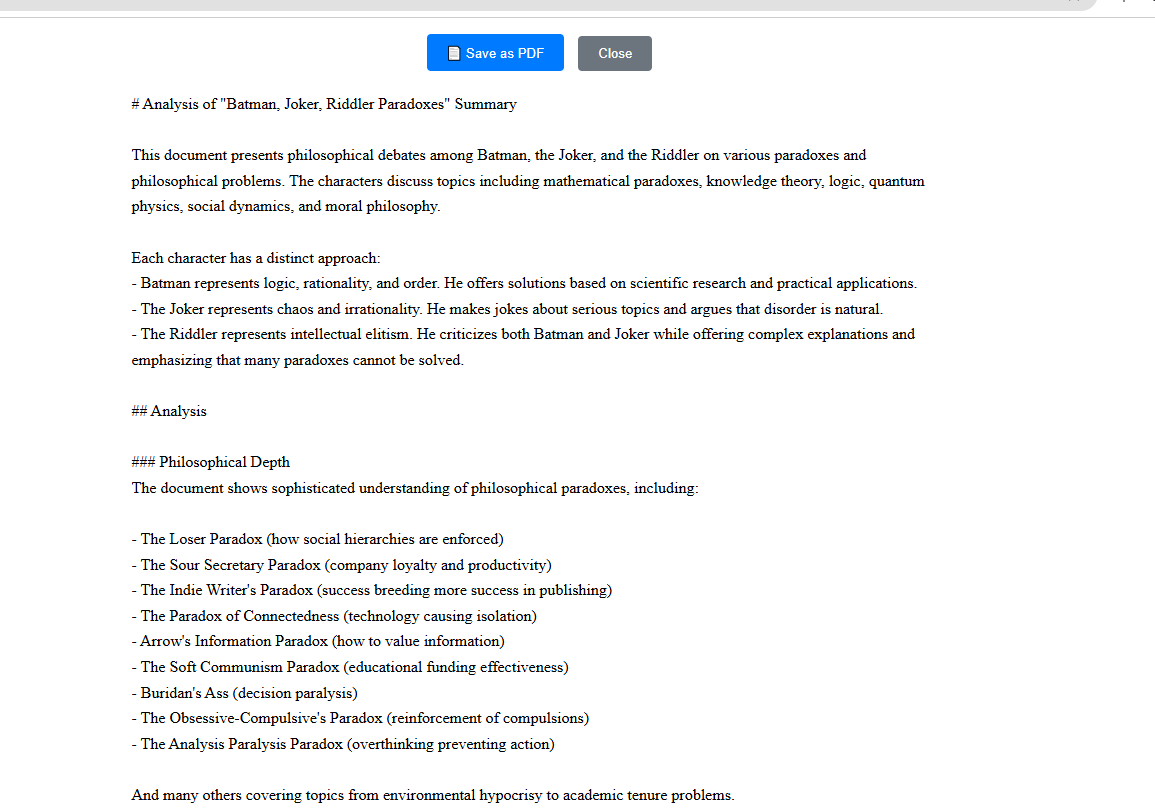 Save as PDF
Close
# Analysis of "Batman, Joker, Riddler Paradoxes" Summary
This document presents philosophical debates among Batman, the Joker, and the Riddler on various paradoxes and
philosophical problems. The characters discuss topics including mathematical paradoxes, knowledge theory, logic, quantum
physics, social dynamics, and moral philosophy.
Each character has a distinct approach:
- Batman represents logic, rationality, and order. He offers solutions based on scientific research and practical applications.
- The Joker represents chaos and irrationality. He makes jokes about serious topics and argues that disorder is natural.
- The Riddler represents intellectual elitism. He criticizes both Batman and Joker while offering complex explanations and
emphasizing that many paradoxes cannot be solved.
## Analysis
### Philosophical Depth
The document shows sophisticated understanding of philosophical paradoxes, including:
- The Loser Paradox (how social hierarchies are enforced)
- The Sour Secretary Paradox (company loyalty and productivity)
- The Indie Writer's Paradox (success breeding more success in publishing)
- The Paradox of Connectedness (technology causing isolation)
- Arrow's Information Paradox (how to value information)
- The Soft Communism Paradox (educational funding effectiveness)
- Buridan's Ass (decision paralysis)
- The Obsessive-Compulsive's Paradox (reinforcement of compulsions)
- The Analysis Paralysis Paradox (overthinking preventing action)
And many others covering topics from environmental hypocrisy to academic tenure problems.